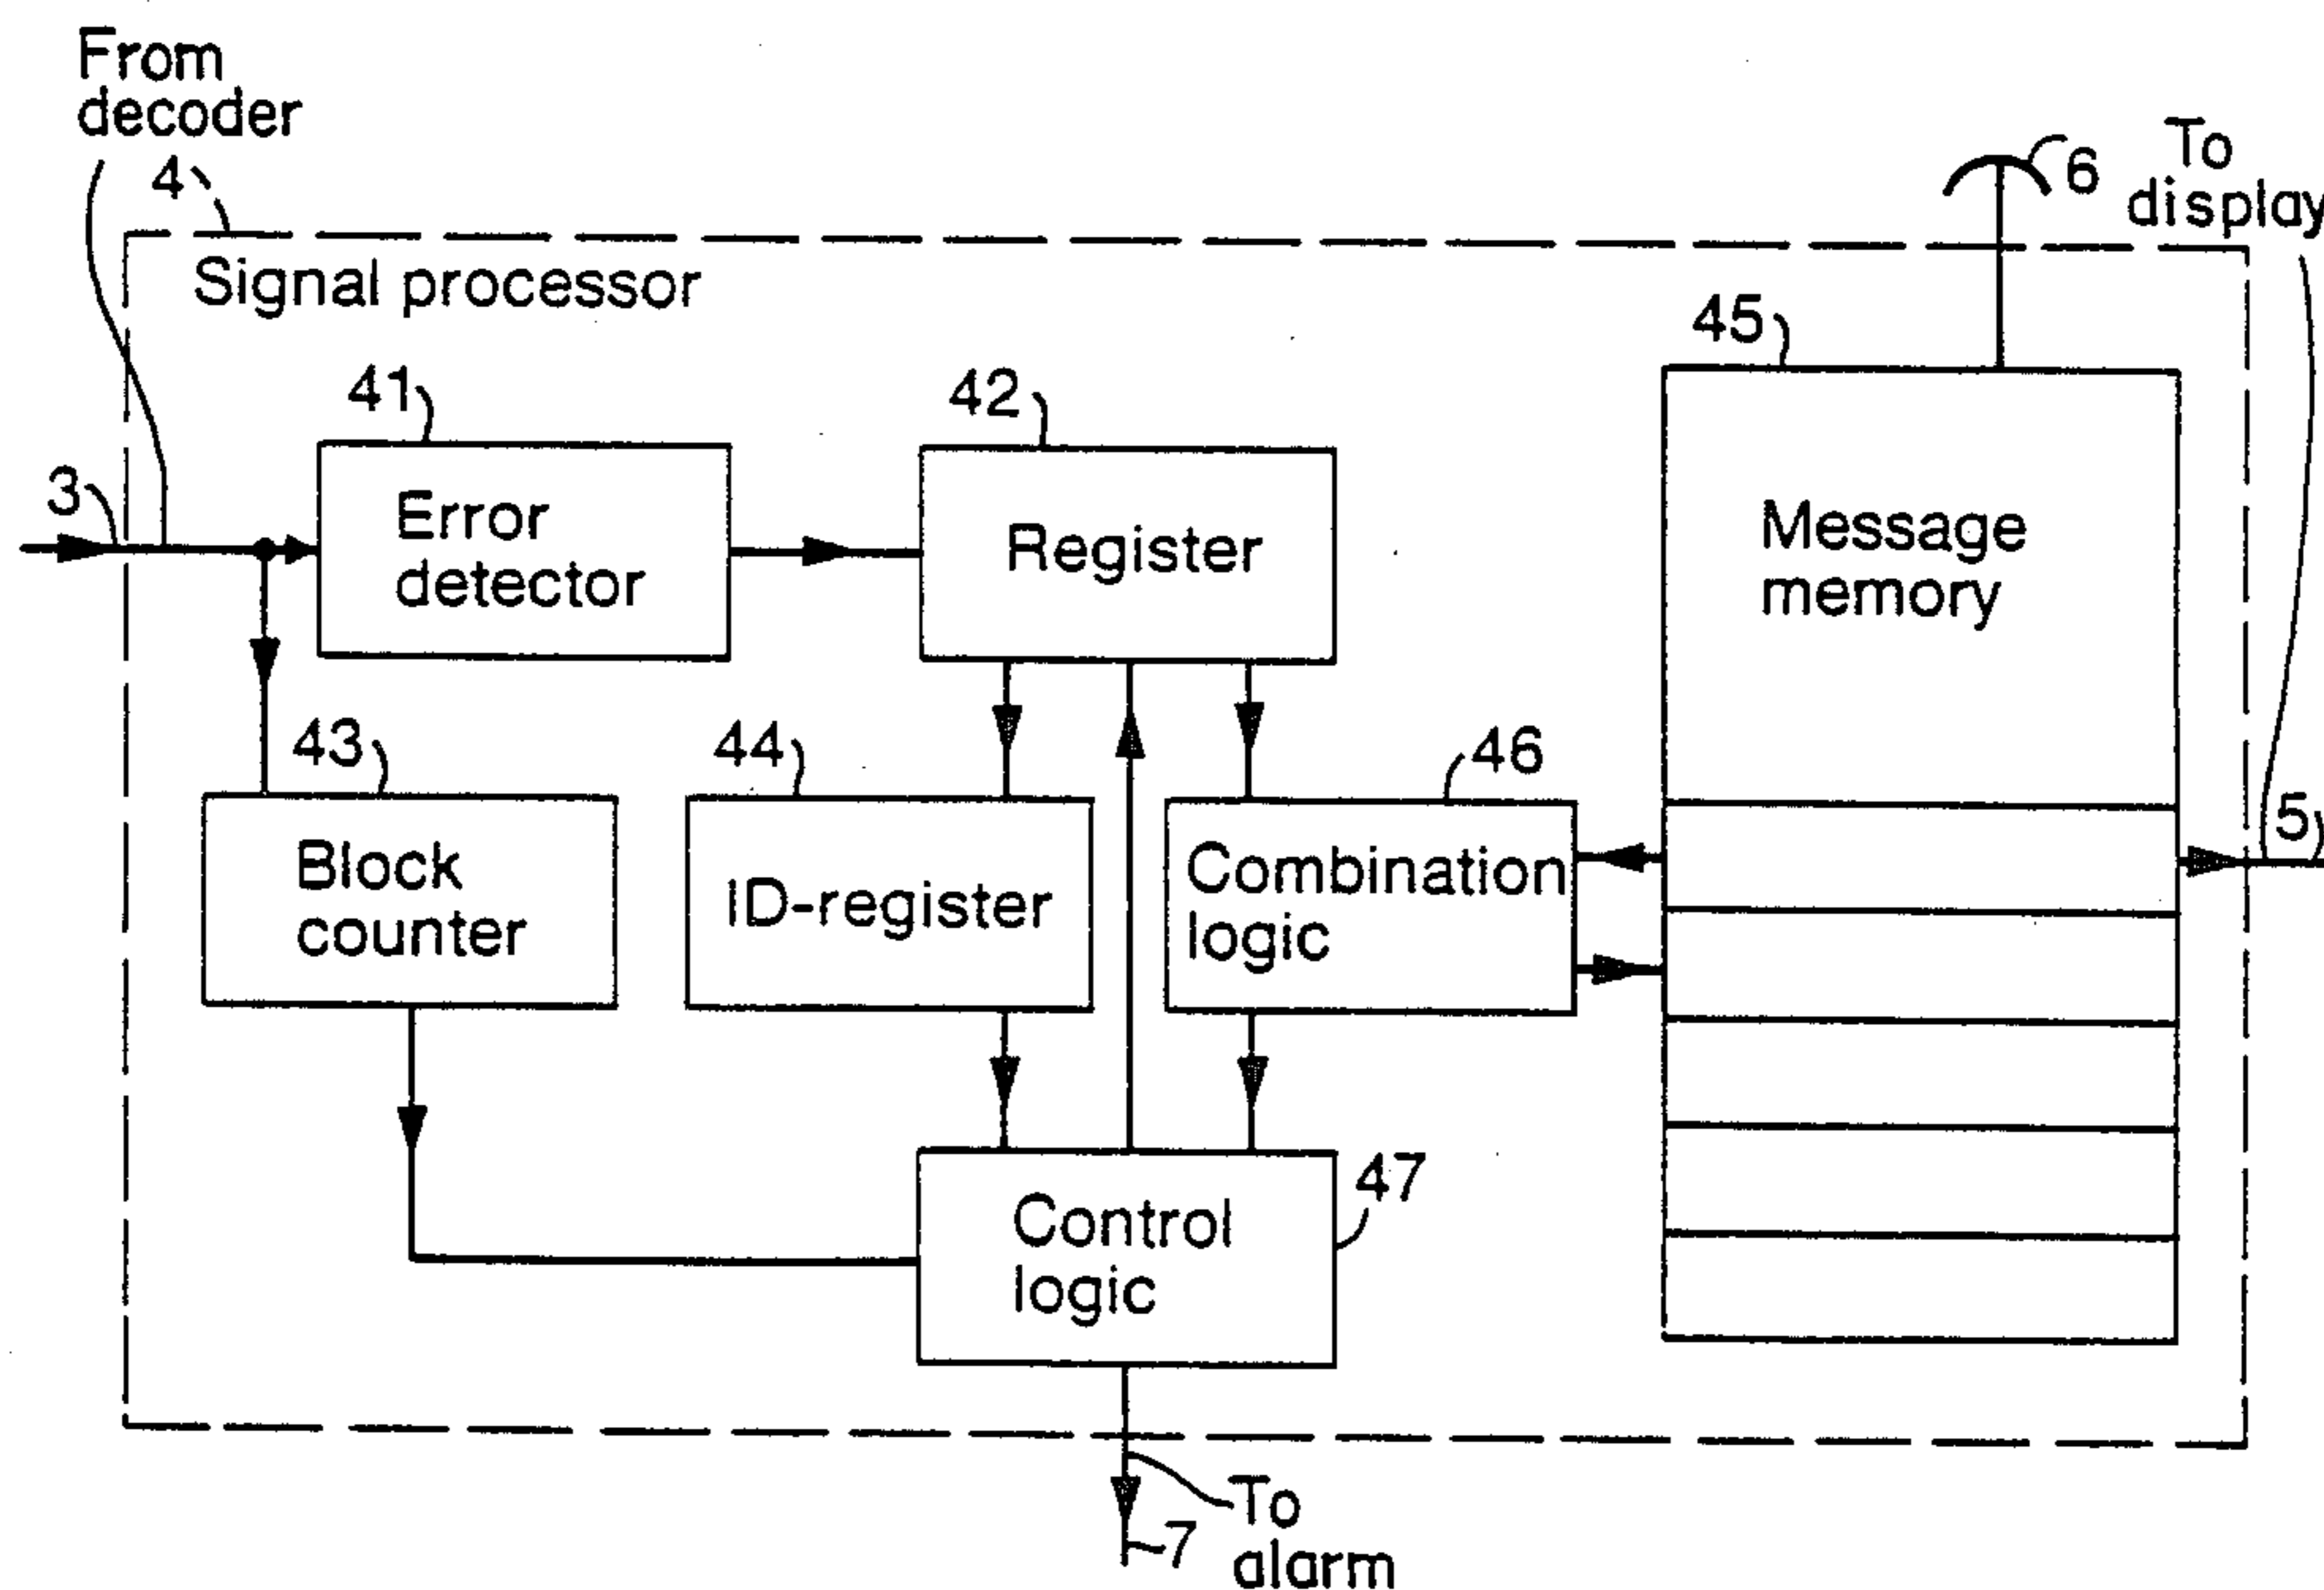 From
decoder
4
6
To
display
Signal processor
45
41
42
3
Error
detector
Register
Message
memory
43
44
46
5
Block
counter
ID-register
Combination
logic
47
Control
logic
To
alarm
7